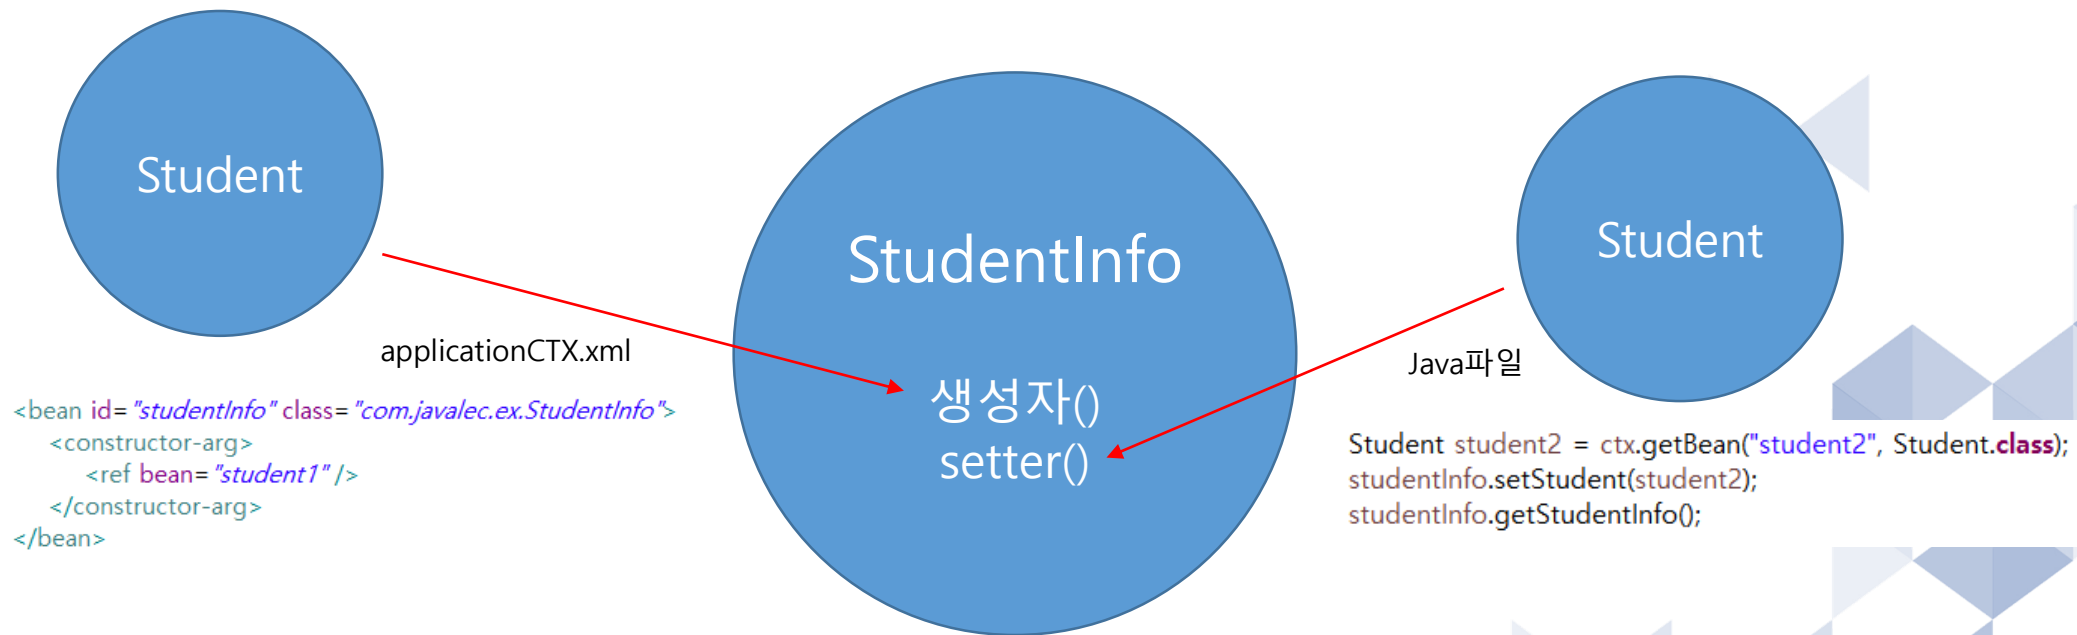 Student
applicationCTX.xml
<bean id="studentInfo" class="com.javalec.ex.StudentInfo">
<constructor-arg>
<ref bean="student1" />
</constructor-arg>
</bean>
StudentInfo
생성자()
setter()
Student
Java파일
Student student2 = ctx.getBean("student2", Student.class);
studentInfo.setStudent(student2);
studentInfo.getStudentInfo();